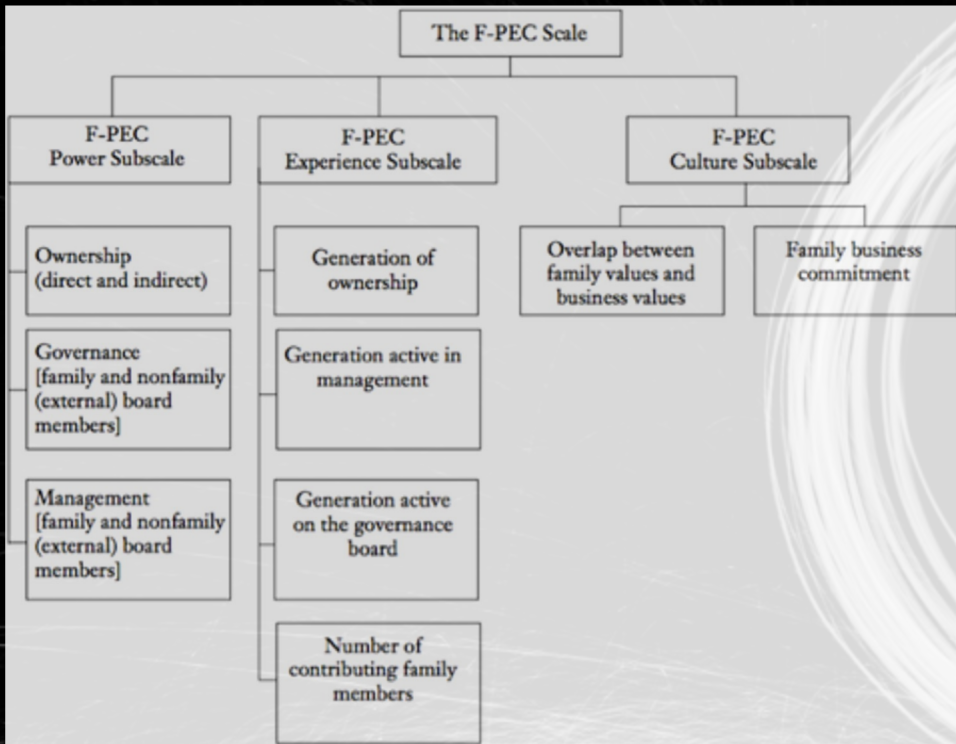 The F-PEC Scale
F-PEC
Power Subscale
Ownership
(direct and indirect)
Governance
[family and nonfamily
(external) board
members]
Management
[family and nonfamily
(external) board
members]
F-PEC
Experience Subscale
Generation of
ownership
Generation active in
management
Generation active
on the governance
board
Number of
contributing family
members
F-PEC
Culture Subscale
Overlap between
family values and
business values
Family business
commitment